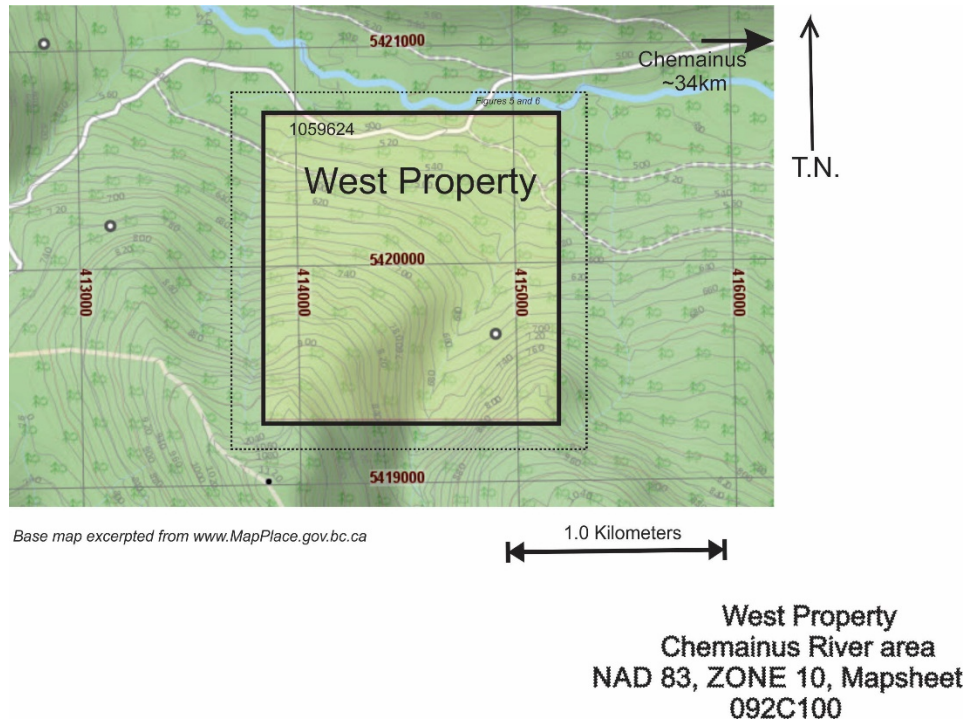 5421000
Chemainus
~34km
Figures 5 and 6
1059624
T.N.
West Property
5420000
413000
414000
415000
416000
5419000
Base map excerpted from www.MapPlace.gov.bc.ca
1.0 Kilometers
West Property
Chemainus River area
NAD 83, ZONE 10, Mapsheet
092C100